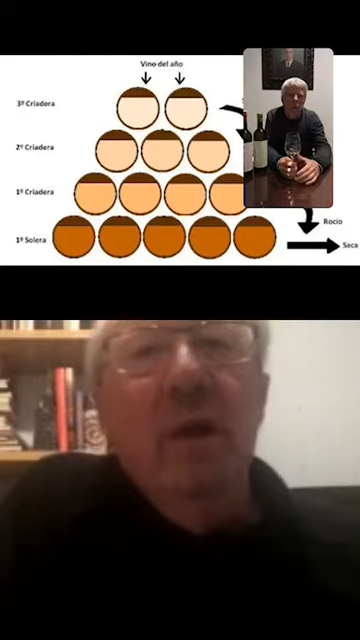 Vino del año
3º Criadera
2º Criadera
1º Criadera
Rocío
1º Solera
Saca